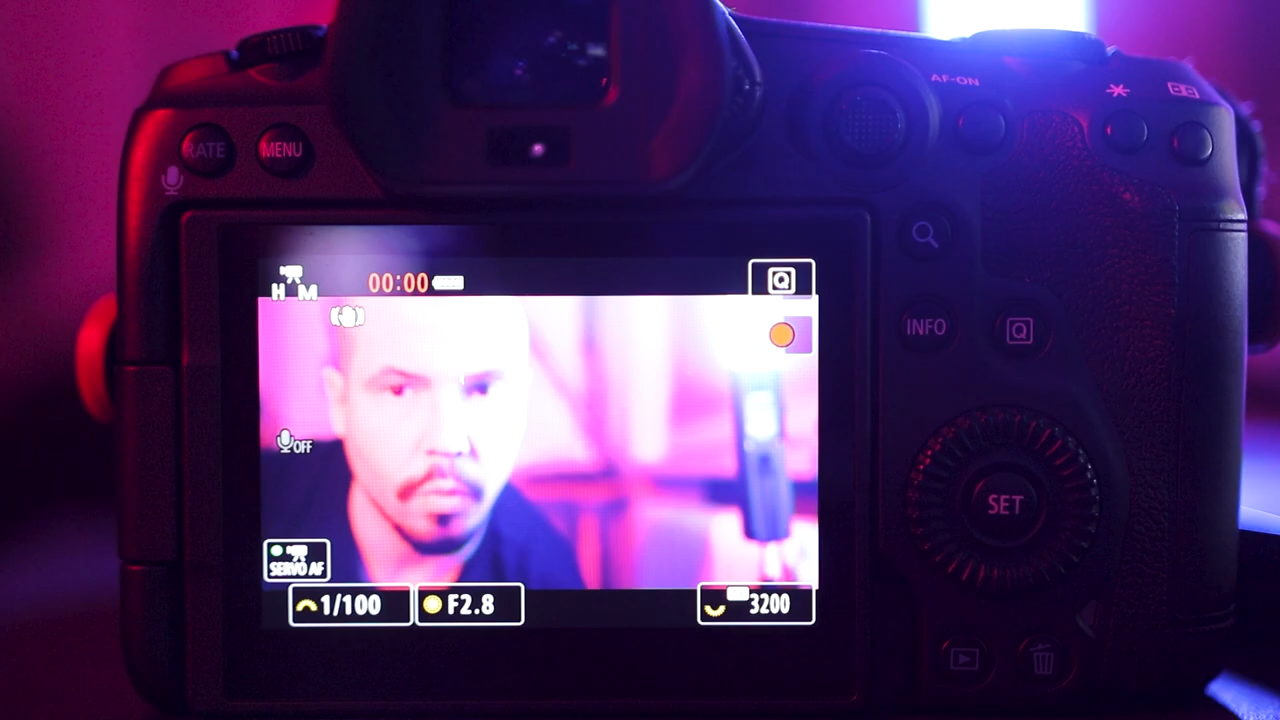 AF-ON
RATE
MENU
H M
00:00
Q
INFO
Q
OFF
SERVO AF
1/100
F2.8
3200
SET